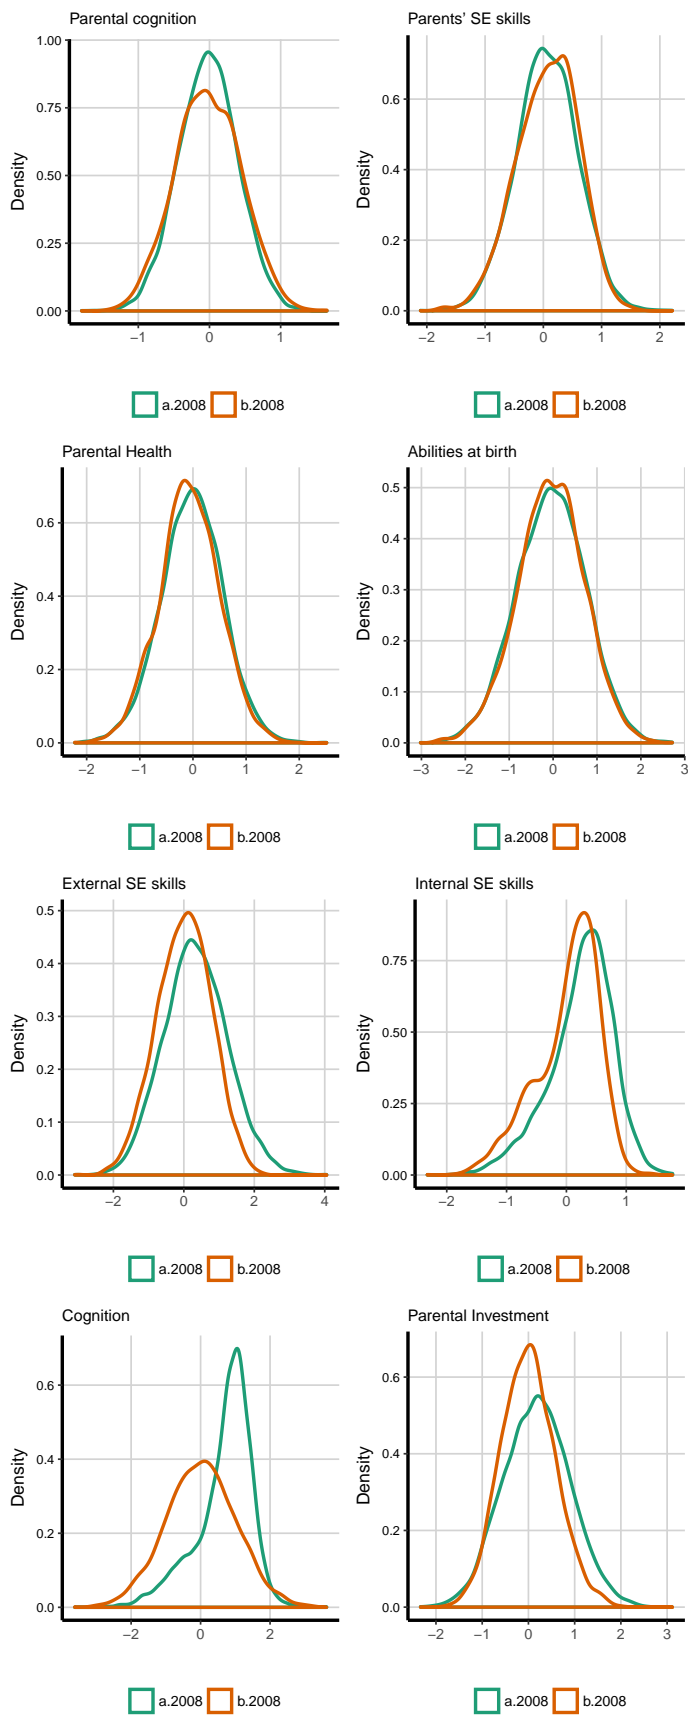 Parental cognition
Density
1.00
0.75
0.50
0.25
0.00
−1 0 1
a.2008 b.2008
Parents’ SE skills
Density
0.6
0.4
0.2
0.0
−2 −1 0 1 2
a.2008 b.2008
Parental Health
Density
0.6
0.4
0.2
0.0
−2 −1 0 1 2
a.2008 b.2008
Abilities at birth
Density
0.5
0.4
0.3
0.2
0.1
0.0
−3 −2 −1 0 1 2 3
a.2008 b.2008
External SE skills
Density
0.5
0.4
0.3
0.2
0.1
0.0
−2 0 2 4
a.2008 b.2008
Internal SE skills
Density
0.75
0.50
0.25
0.00
−2 −1 0 1
a.2008 b.2008
Cognition
Density
0.6
0.4
0.2
0.0
−2 0 2
a.2008 b.2008
Parental Investment
Density
0.6
0.4
0.2
0.0
−2 −1 0 1 2 3
a.2008 b.2008